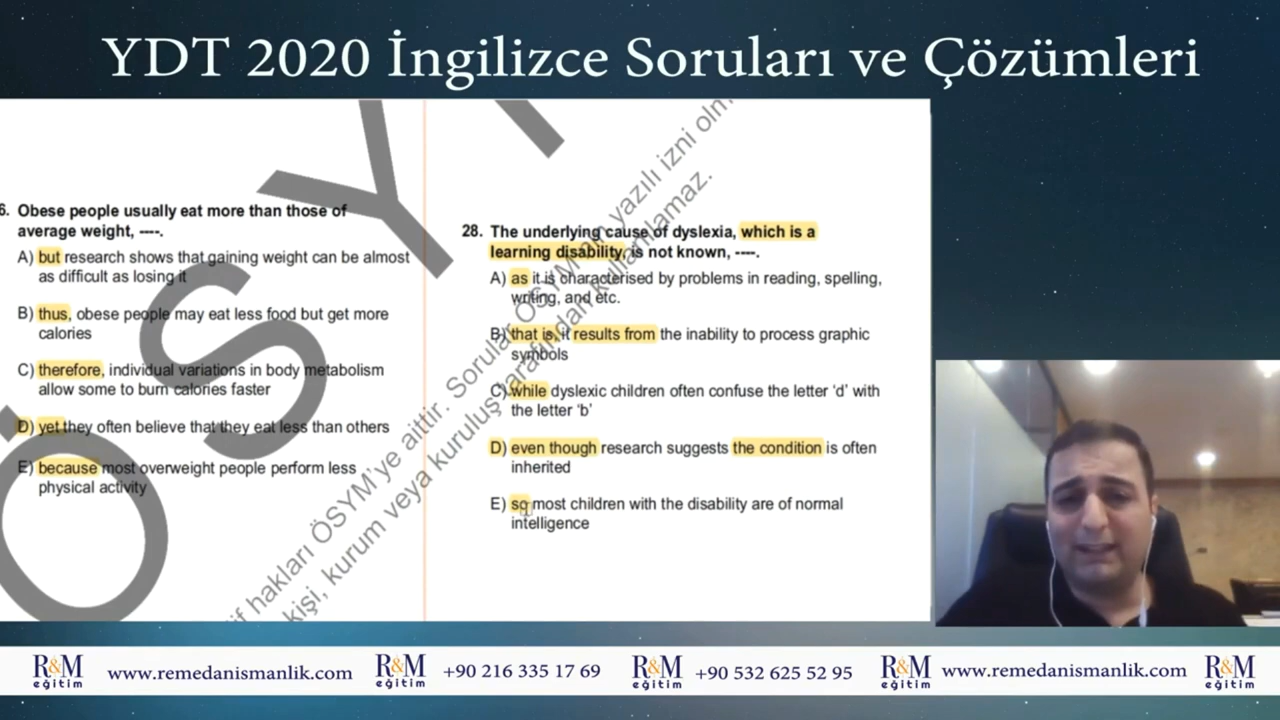 YDT 2020 İngilizce Soruları ve Çözümleri
6. Obese people usually eat more than those of
average weight, ----.
A) but research shows that gaining weight can be almost
as difficult as losing it
B) thus, obese people may eat less food but get more
calories
C) therefore, individual variations in body metabolism
allow some to burn calories faster
D) yet they often believe that they eat less than others
E) because most overweight people perform less
physical activity
28. The underlying cause of dyslexia, which is a
learning disability, is not known, ----.
A) as it is characterised by problems in reading, spelling,
writing, and etc.
B) that is, it results from the inability to process graphic
symbols
C) while dyslexic children often confuse the letter ‘d’ with
the letter ‘b’
D) even though research suggests the condition is often
inherited
E) so most children with the disability are of normal
intelligence
ÖSY
hakları ÖSYM’ye aittir. Sorular ÖSYM’nin yazılı izni
kişi, kurum veya kuruluş tarafından kullanılamaz.
R&M
eğitim
www.remedanismanlik.com
R&M
eğitim
+90 216 335 17 69
R&M
eğitim
+90 532 625 52 95
R&M
eğitim
www.remedanismanlik.com
R&M
eğitim